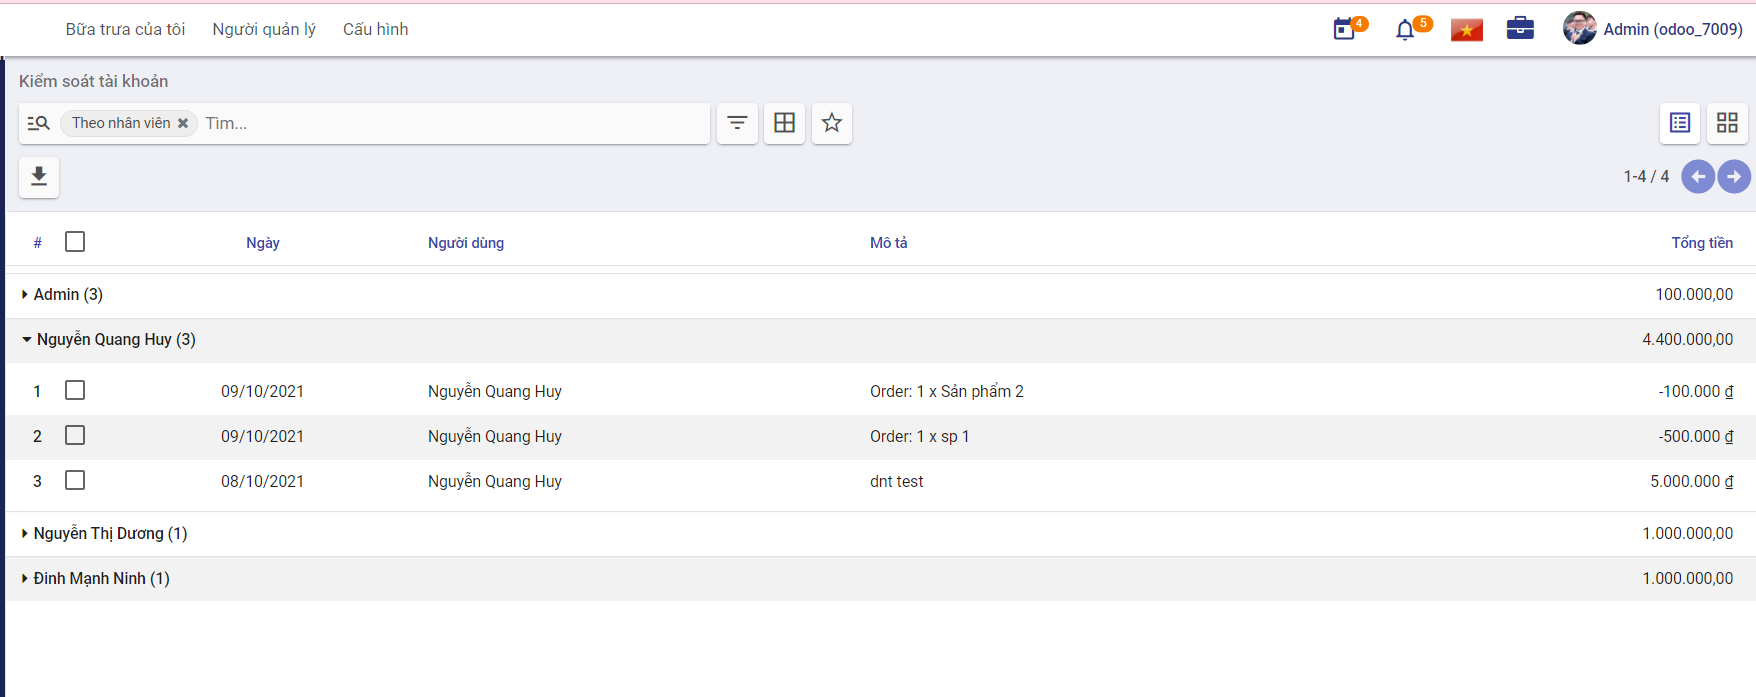 Bữa trưa của tôi Người quản lý Cấu hình 4 5 Admin (odoo_7009)
Kiểm soát tài khoản
Theo nhân viên Tìm...
1-4 / 4
# Ngày Người dùng Mô tả Tổng tiền
Admin (3) 100.000,00
Nguyễn Quang Huy (3) 4.400.000,00
1 09/10/2021 Nguyễn Quang Huy Order: 1 x Sản phẩm 2 -100.000 ₫
2 09/10/2021 Nguyễn Quang Huy Order: 1 x sp 1 -500.000 ₫
3 08/10/2021 Nguyễn Quang Huy dnt test 5.000.000 ₫
Nguyễn Thị Dương (1) 1.000.000,00
Đinh Mạnh Ninh (1) 1.000.000,00